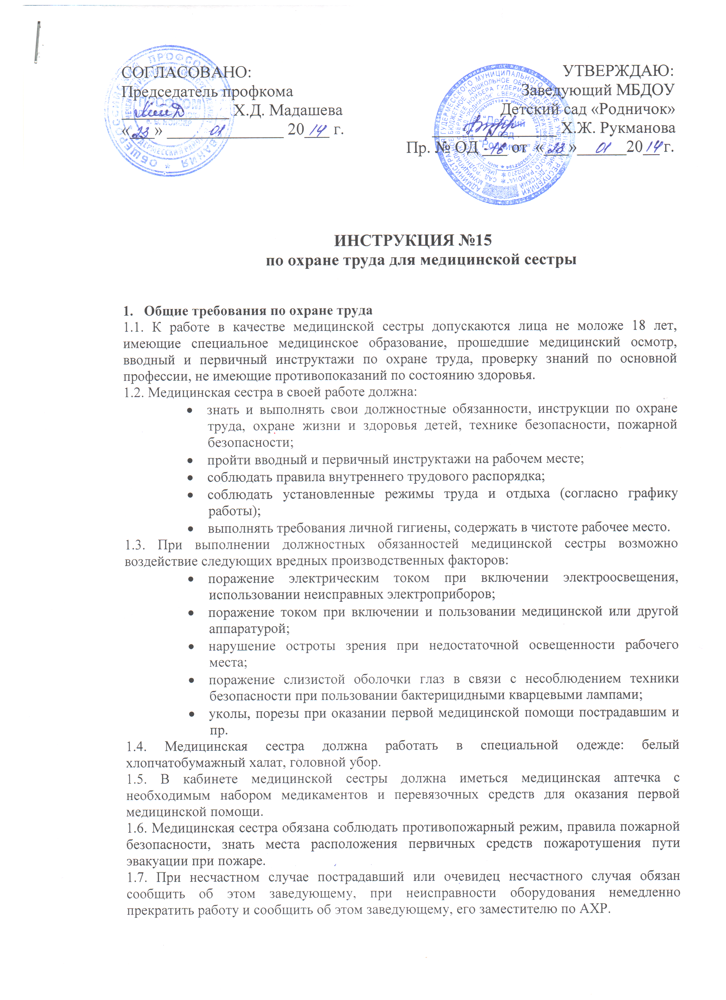 СОГЛАСОВАНО:
Председатель профкома
Х.Д. Мадашева
«23» 01 2014 г.
УТВЕРЖДАЮ:
Заведующий МБДОУ
Детский сад «Родничок»
Х.Ж. Рукманова
Пр. № ОД -16 от «23» 01 2014 г.
ПРОФКОМ
"Детский
сад
"Родничок"
ИНСТРУКЦИЯ №15
по охране труда для медицинской сестры
1. Общие требования по охране труда
1.1. К работе в качестве медицинской сестры допускаются лица не моложе 18 лет,
имеющие специальное медицинское образование, прошедшие медицинский осмотр,
вводный и первичный инструктажи по охране труда, проверку знаний по основной
профессии, не имеющие противопоказаний по состоянию здоровья.
1.2. Медицинская сестра в своей работе должна:
• знать и выполнять свои должностные обязанности, инструкции по охране
труда, охране жизни и здоровья детей, технике безопасности, пожарной
безопасности;
• пройти вводный и первичный инструктажи на рабочем месте;
• соблюдать правила внутреннего трудового распорядка;
• соблюдать установленные режимы труда и отдыха (согласно графику
работы);
• выполнять требования личной гигиены, содержать в чистоте рабочее место.
1.3. При выполнении должностных обязанностей медицинской сестры возможно
воздействие следующих вредных производственных факторов:
• поражение электрическим током при включении электроосвещения,
использовании неисправных электроприборов;
• поражение током при включении и пользовании медицинской или другой
аппаратурой;
• нарушение остроты зрения при недостаточной освещенности рабочего
места;
• поражение слизистой оболочки глаз в связи с несоблюдением техники
безопасности при пользовании бактерицидными кварцевыми лампами;
• уколы, порезы при оказании первой медицинской помощи пострадавшим и
пр.
1.4. Медицинская сестра должна работать в специальной одежде: белый
хлопчатобумажный халат, головной убор.
1.5. В кабинете медицинской сестры должна иметься медицинская аптечка с
необходимым набором медикаментов и перевязочных средств для оказания первой
медицинской помощи.
1.6. Медицинская сестра обязана соблюдать противопожарный режим, правила пожарной
безопасности, знать места расположения первичных средств пожаротушения пути
эвакуации при пожаре.
1.7. При несчастном случае пострадавший или очевидец несчастного случая обязан
сообщить об этом заведующему, при неисправности оборудования немедленно
прекратить работу и сообщить об этом заведующему, его заместителю по АХР.